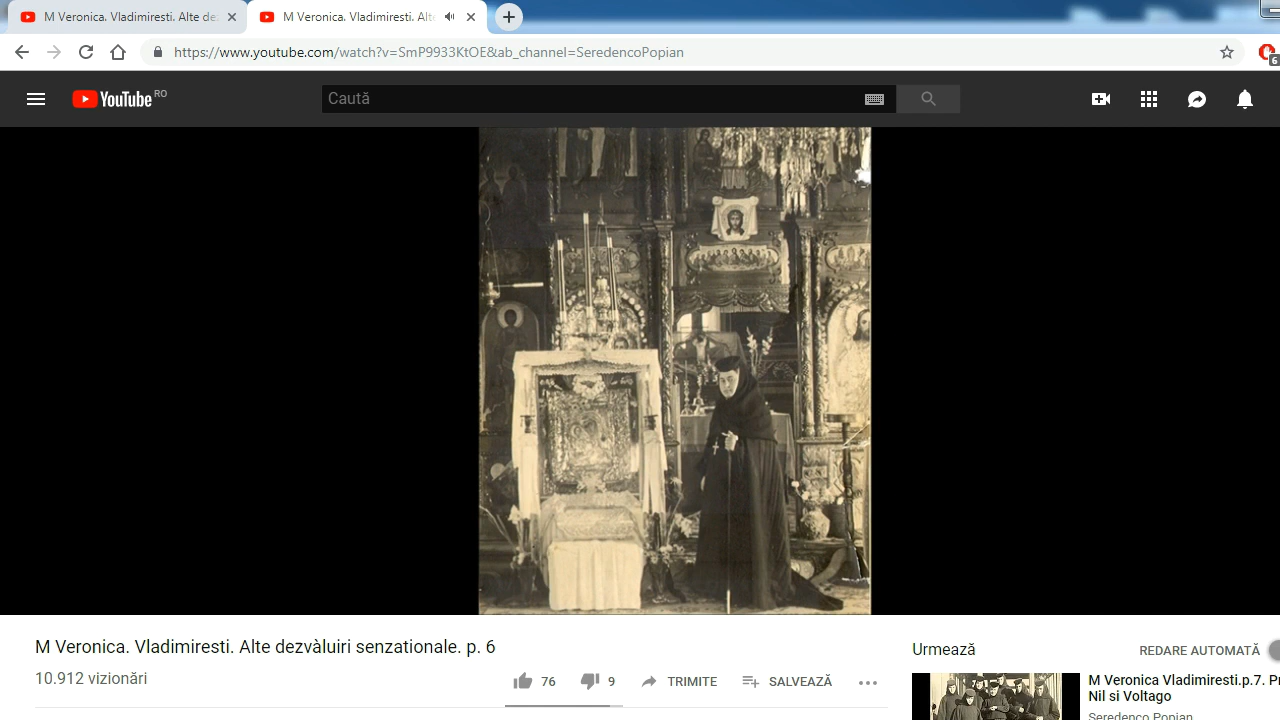 M Veronica. Vladimiresti. Alte de
M Veronica. Vladimiresti. Alt
https://www.youtube.com/watch?v=SmP9933KtOE&ab_channel=SeredencoPopian
6
YouTube RO
Caută
M Veronica. Vladimiresti. Alte dezvàluiri senzationale. p. 6
10.912 vizionări
76
9
TRIMITE
SALVEAZĂ
Urmează
REDARE AUTOMATĂ
M Veronica Vladimiresti.p.7. P
Nil si Voltago
Seredenco Popian